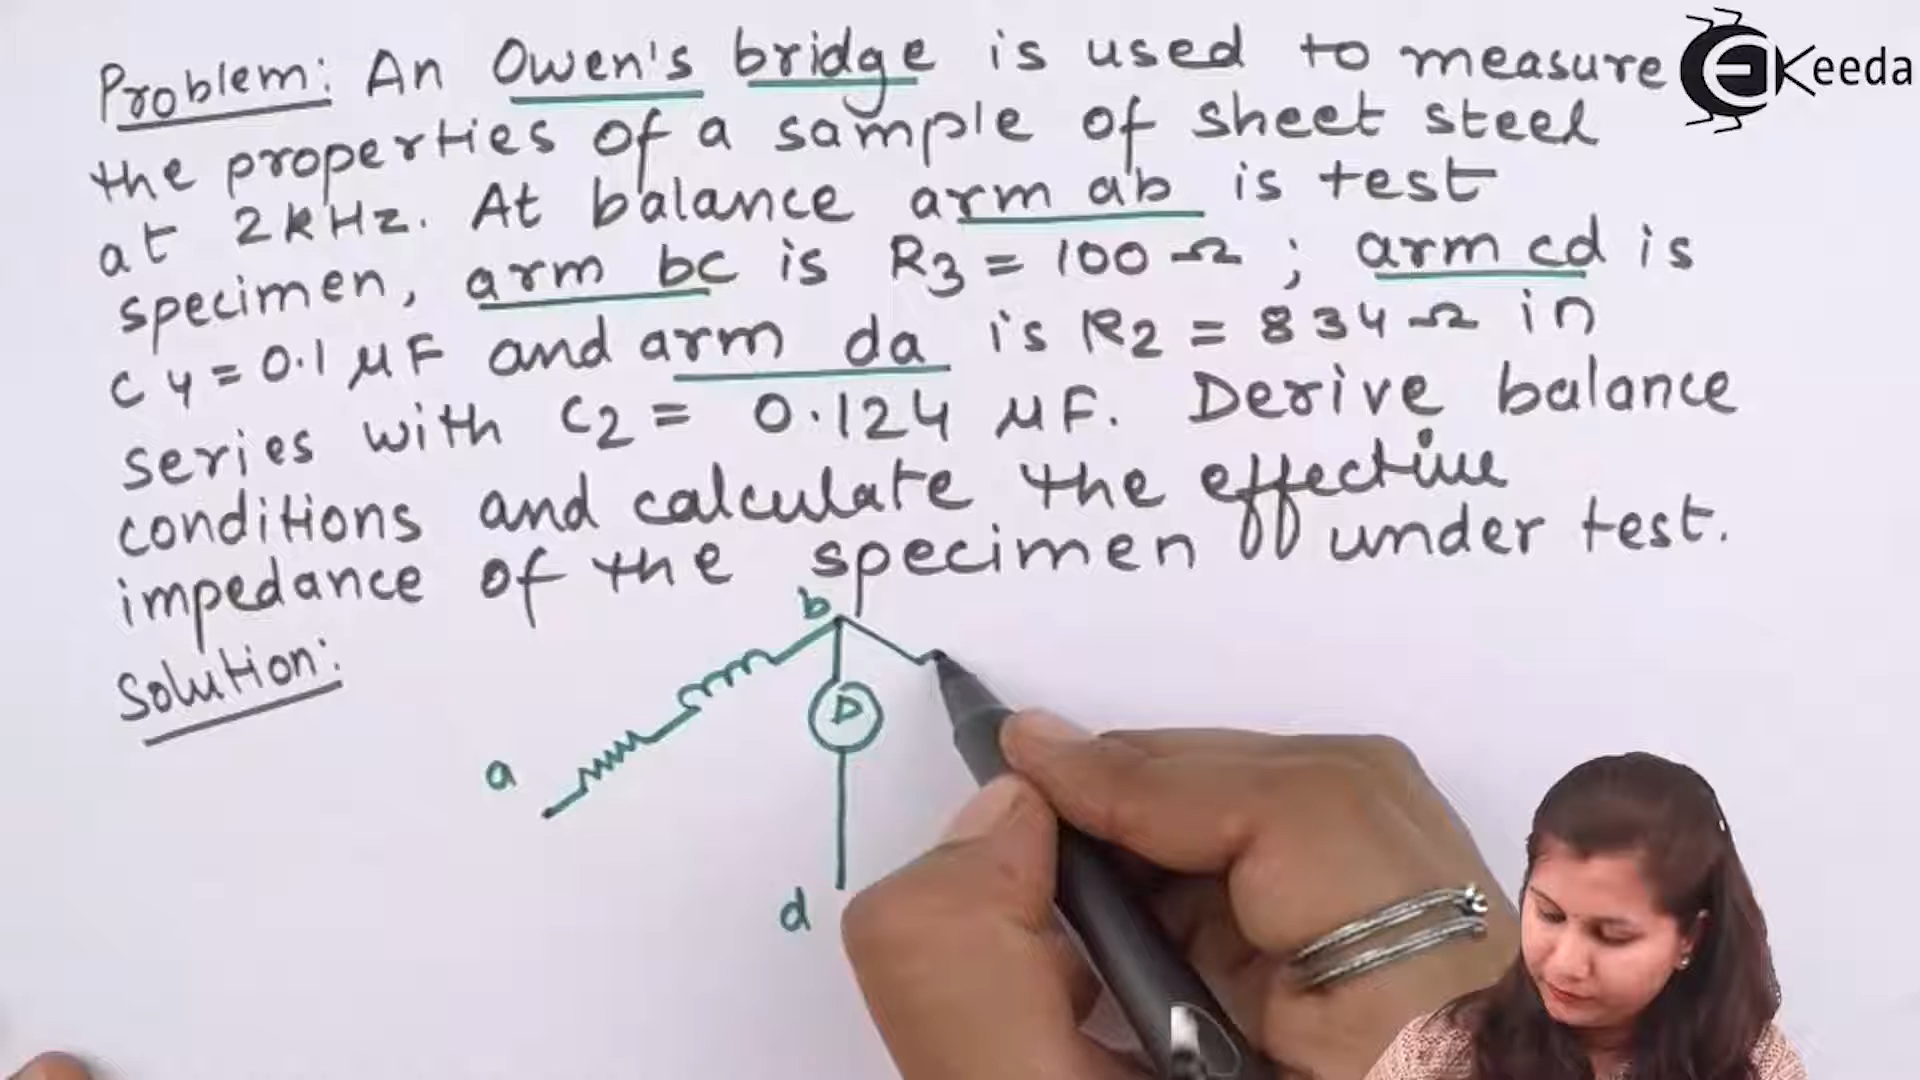 Problem: An Owen's bridge is used to measure
the properties of a sample of sheet steel
at 2kHz. At balance arm ab is test
specimen, arm bc is R3 = 100 Ω ; arm cd is
C4 = 0.1 μF and arm da is R2 = 834 Ω in
series with C2 = 0.124 μF. Derive balance
conditions and calculate the effective
impedance of the specimen under test.
Solution:
b
D
a
d
EKeeda